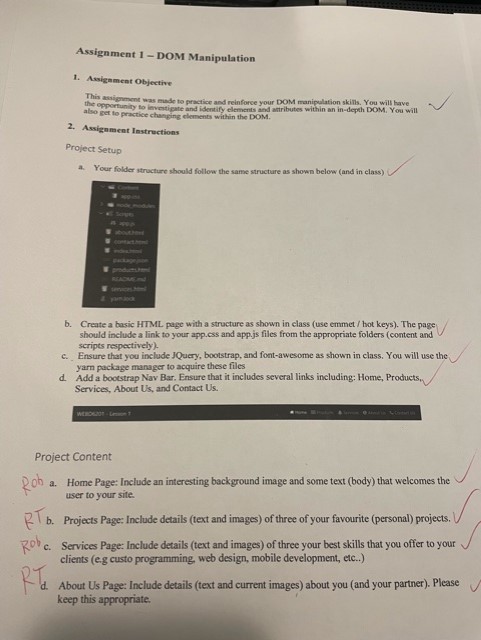 Assignment 1 – DOM Manipulation
1. Assignment Objective
This assignment was made to practice and reinforce your DOM manipulation skills. You will have
the opportunity to investigate and identify elements and attributes within an in-depth DOM. You will
also get to practice changing elements within the DOM.
2. Assignment Instructions
Project Setup
a. Your folder structure should follow the same structure as shown below (and in class)
Content
app.css
node_modules
Scripts
app.js
about.html
contact.html
index.html
package.json
products.html
README.md
services.html
yarn.lock
b. Create a basic HTML page with a structure as shown in class (use emmet / hot keys). The page
should include a link to your app.css and app.js files from the appropriate folders (content and
scripts respectively).
c. Ensure that you include JQuery, bootstrap, and font-awesome as shown in class. You will use the
yarn package manager to acquire these files
d. Add a bootstrap Nav Bar. Ensure that it includes several links including: Home, Products,
Services, About Us, and Contact Us.
Lesson 1 Home
Project Content
Rob a. Home Page: Include an interesting background image and some text (body) that welcomes the
user to your site.
RT b. Projects Page: Include details (text and images) of three of your favourite (personal) projects.
Rob c. Services Page: Include details (text and images) of three your best skills that you offer to your
clients (e.g custo programming, web design, mobile development, etc..)
RT d. About Us Page: Include details (text and current images) about you (and your partner). Please
keep this appropriate.